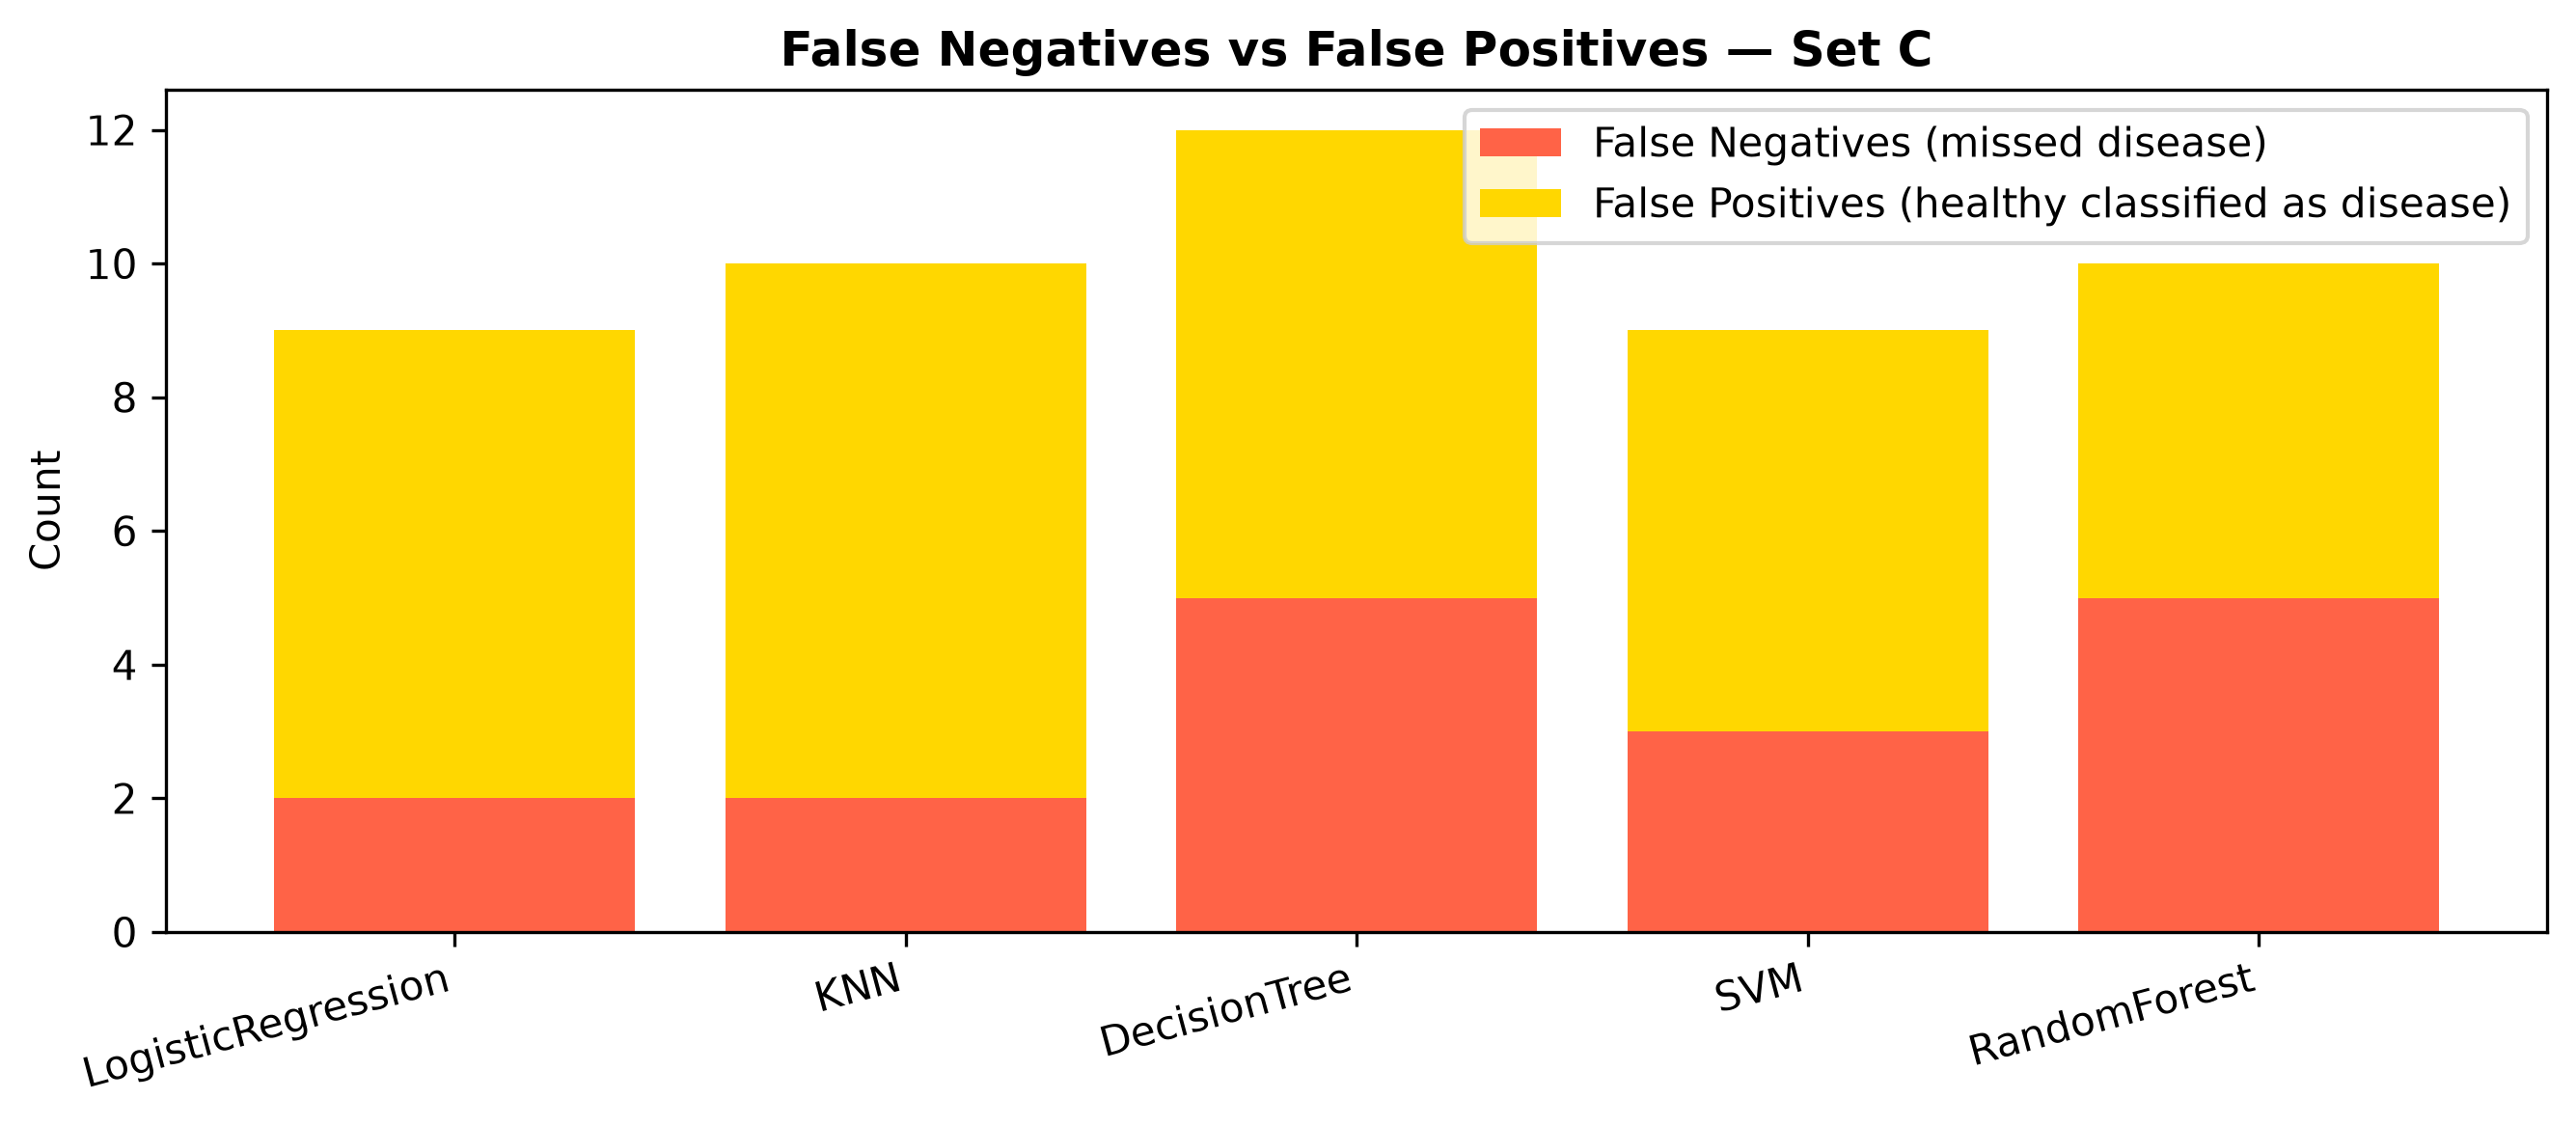 False Negatives vs False Positives — Set C
False Negatives (missed disease)
False Positives (healthy classified as disease)
Count
12
10
8
6
4
2
0
LogisticRegression
KNN
DecisionTree
SVM
RandomForest